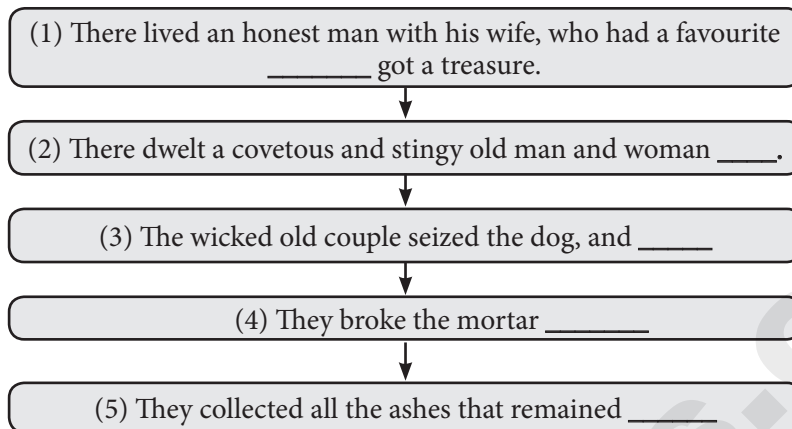 (1) There lived an honest man with his wife, who had a favourite
_______ got a treasure.
(2) There dwelt a covetous and stingy old man and woman ____.
(3) The wicked old couple seized the dog, and _____
(4) They broke the mortar _______
(5) They collected all the ashes that remained ______